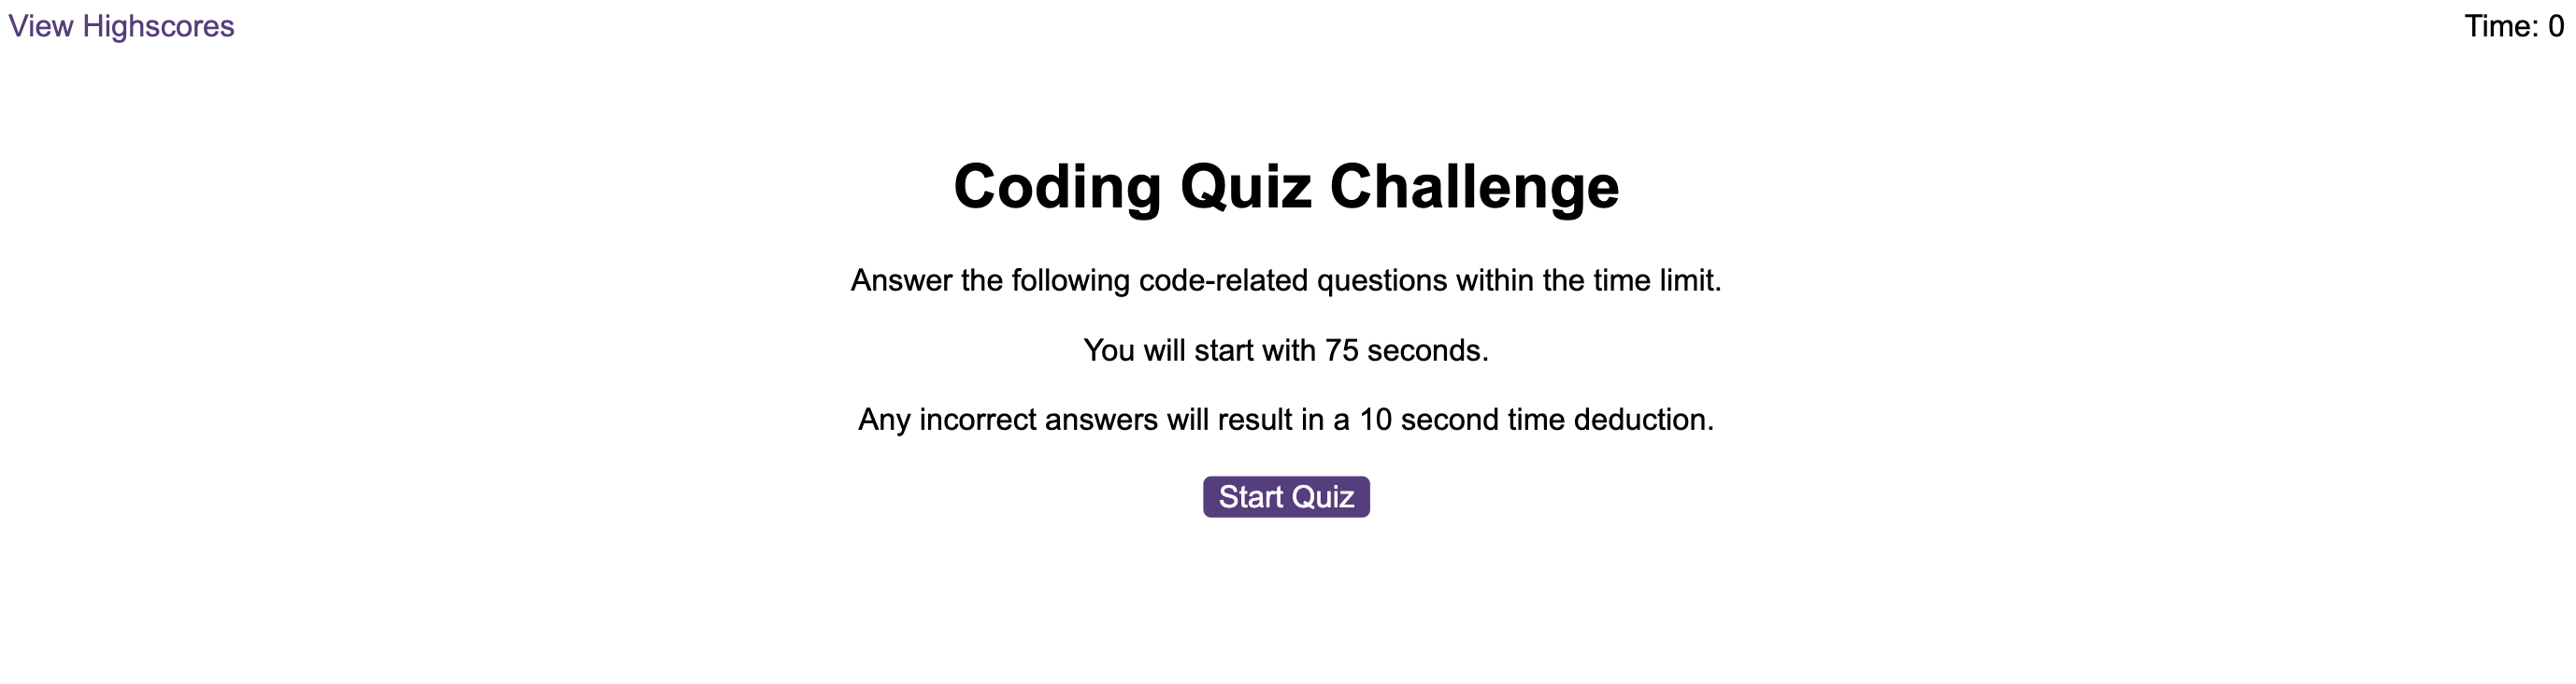 View Highscores
Time: 0
Coding Quiz Challenge
Answer the following code-related questions within the time limit.
You will start with 75 seconds.
Any incorrect answers will result in a 10 second time deduction.
Start Quiz